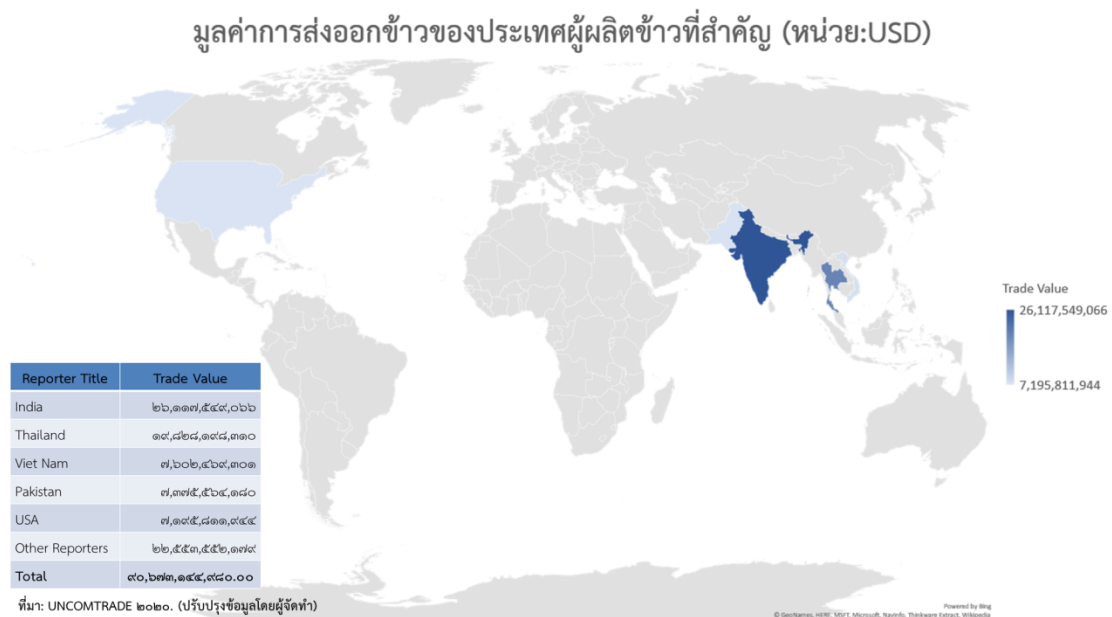 มูลค่าการส่งออกข้าวของประเทศผู้ผลิตข้าวที่สำคัญ (หน่วย:USD)
Trade Value
26,117,549,066
7,195,811,944
Reporter Title Trade Value
India ๒๖,๑๑๗,๕๔๙,๐๖๖
Thailand ๑๙,๘๒๘,๑๙๘,๓๑๐
Viet Nam ๗,๖๐๒,๔๖๙,๓๐๑
Pakistan ๗,๓๗๕,๕๖๔,๑๘๐
USA ๗,๑๙๕,๘๑๑,๙๔๔
Other Reporters ๒๒,๕๕๓,๕๕๒,๑๗๙
Total ๙๐,๖๗๓,๑๔๔,๙๘๐.๐๐
ที่มา: UNCOMTRADE ๒๐๒๐. (ปรับปรุงข้อมูลโดยผู้จัดทำ)
Powered by Bing
© GeoNames, HERE, MSFT, Microsoft, NavInfo, Thinkware Extract, Wikipedia